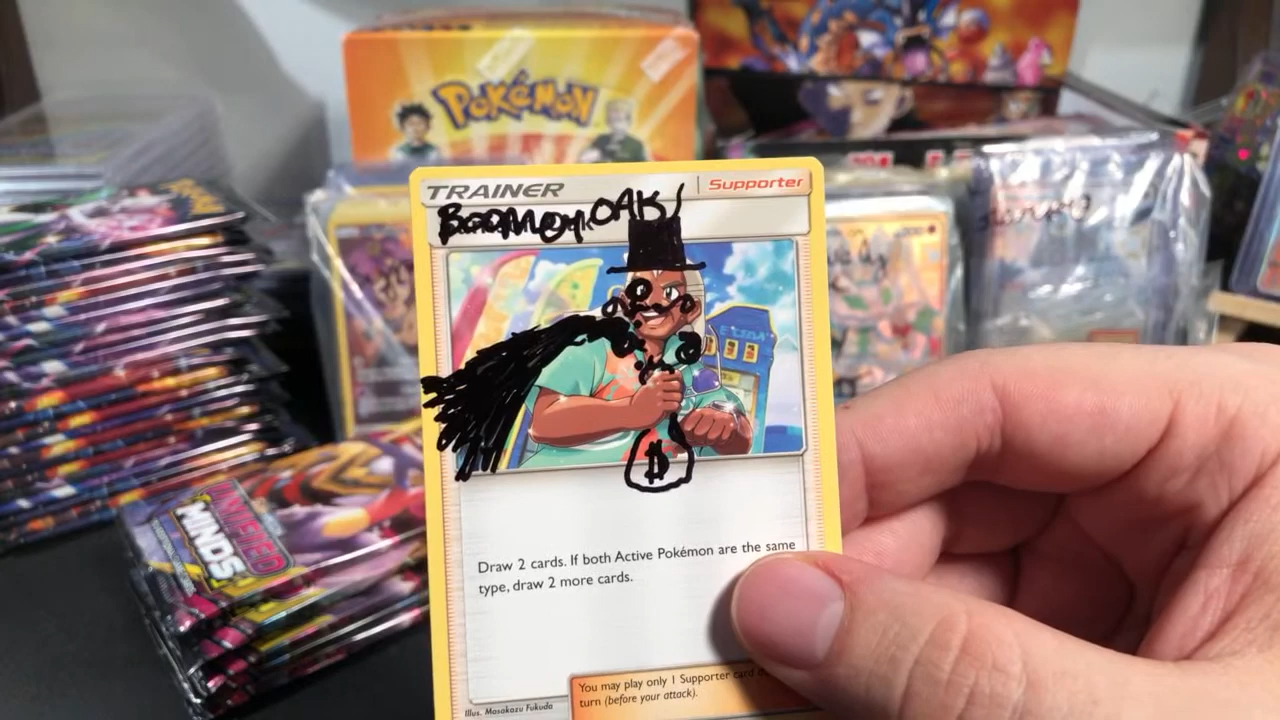 POKéMON
TRAINER
Supporter
OAK
UNIFIED
MINDS
Draw 2 cards. If both Active Pokémon are the same
type, draw 2 more cards.
You may play only 1 Supporter card
turn (before your attack).
Illus. Masakazu Fukuda